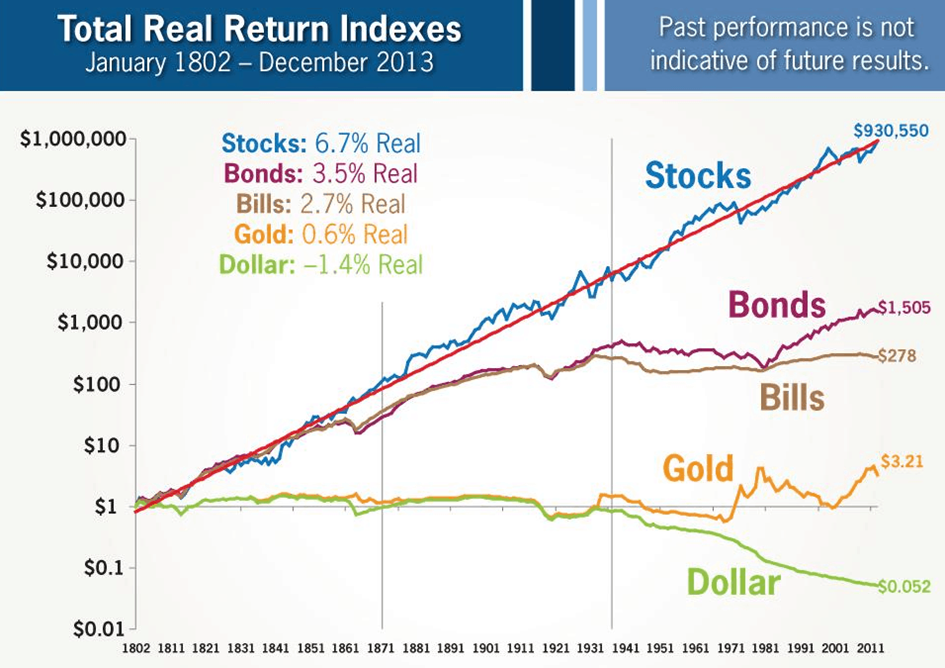 Total Real Return Indexes
January 1802 – December 2013
Past performance is not
indicative of future results.
Stocks: 6.7% Real
Bonds: 3.5% Real
Bills: 2.7% Real
Gold: 0.6% Real
Dollar: –1.4% Real
$1,000,000
$100,000
$10,000
$1,000
$100
$10
$1
$0.1
$0.01
$930,550
Stocks
Bonds
$1,505
$278
Bills
Gold
$3.21
Dollar
$0.052
1802 1811 1821 1831 1841 1851 1861 1871 1881 1891 1901 1911 1921 1931 1941 1951 1961 1971 1981 1991 2001 2011